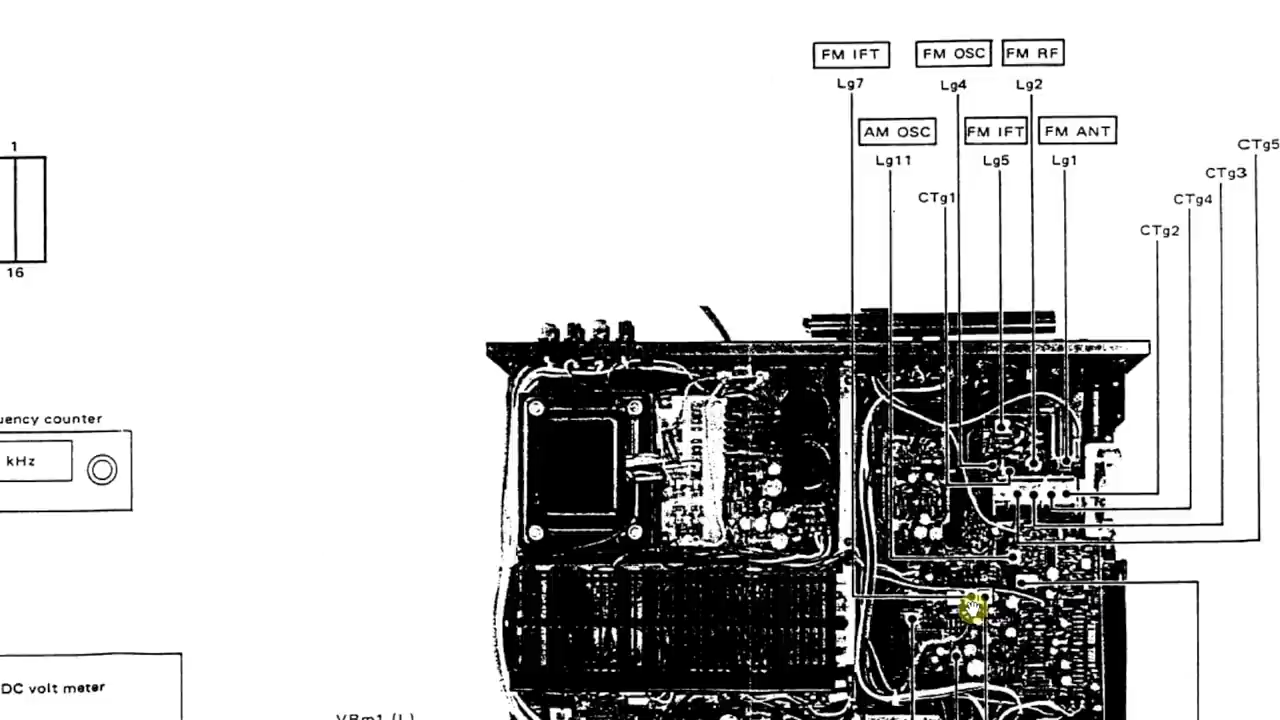 FM IFT FM OSC FM RF
Lg7 Lg4 Lg2
AM OSC FM IFT FM ANT
Lg11 Lg5 Lg1
CTg5
CTg3
CTg1 CTg4
CTg2
1
16
uency counter
kHz
DC volt meter
VRm1 (L)